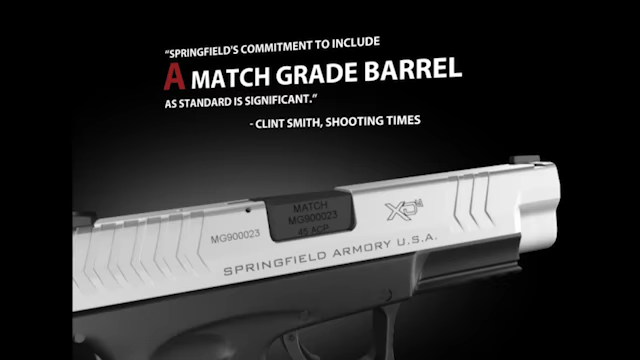 "SPRINGFIELD'S COMMITMENT TO INCLUDE
A MATCH GRADE BARREL
AS STANDARD IS SIGNIFICANT."
- CLINT SMITH, SHOOTING TIMES
MATCH
MG900023
45 ACP
XDM
MG900023
SPRINGFIELD ARMORY U.S.A.